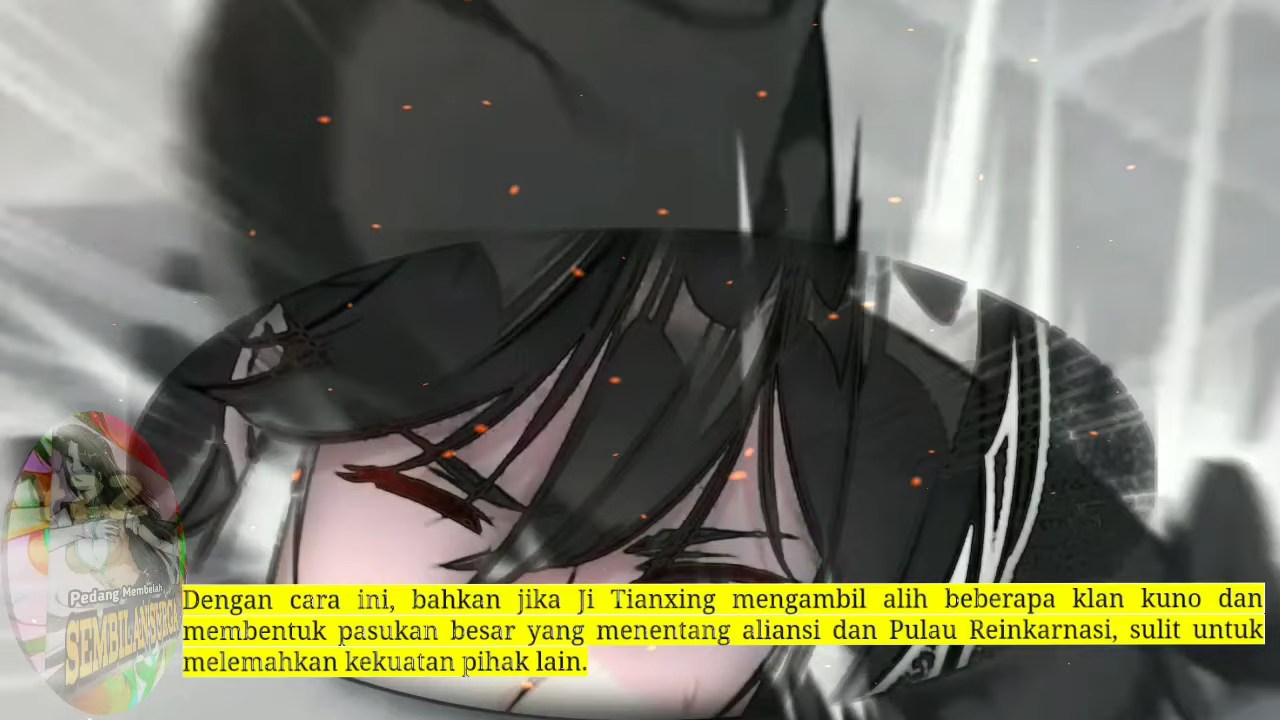 Dengan cara ini, bahkan jika Ji Tianxing mengambil alih beberapa klan kuno dan
membentuk pasukan besar yang menentang aliansi dan Pulau Reinkarnasi, sulit untuk
melemahkan kekuatan pihak lain.
Pedang Membelah
SEMBILAN SURGA